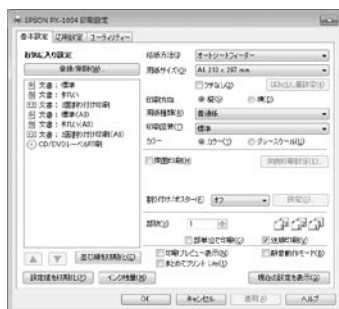 EPSON PX-1004 印刷設定
基本設定 応用設定 ユーティリティー
お気に入り設定
登録/削除(W)...
文書：標準
文書：きれい
文書：2面割り付け印刷
文書：標準(A3)
文書：きれい(A3)
文書：2面割り付け印刷(A3)
CD/DVDレーベル印刷
並び順を初期化(Q)
設定値を初期化(L) インク残量(N)
給紙方法(J) オートシートフィーダー
用紙サイズ(Z) A4 210 x 297 mm
フチなし(Z) はみ出し量設定(I)
印刷方向 縦(S) 横(D)
用紙種類(E) 普通紙
印刷品質(T) 標準
カラー カラー(Y) グレースケール(G)
両面印刷(H)
割り付け/ポスター(E) オフ 設定(G)...
部数(I) 1
部単位で印刷(C) 逆順印刷(V)
印刷プレビュー表示(W) 静音動作モード(B)
まとめてプリント Lite(I)
現在の設定を表示(O)
OK キャンセル 適用(A) ヘルプ